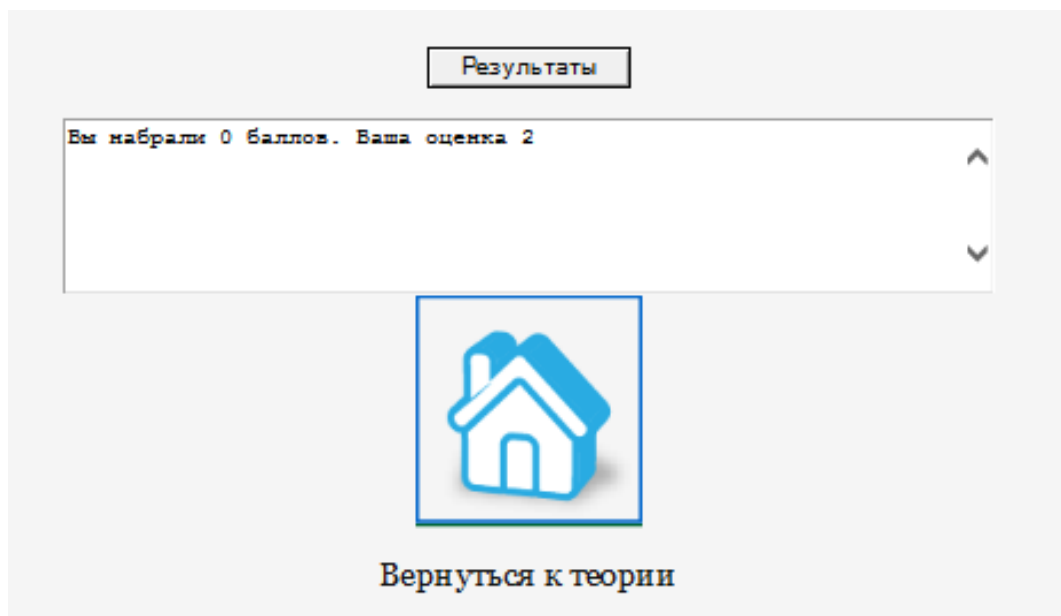 Результаты
Вы набрали 0 баллов. Ваша оценка 2
Вернуться к теории